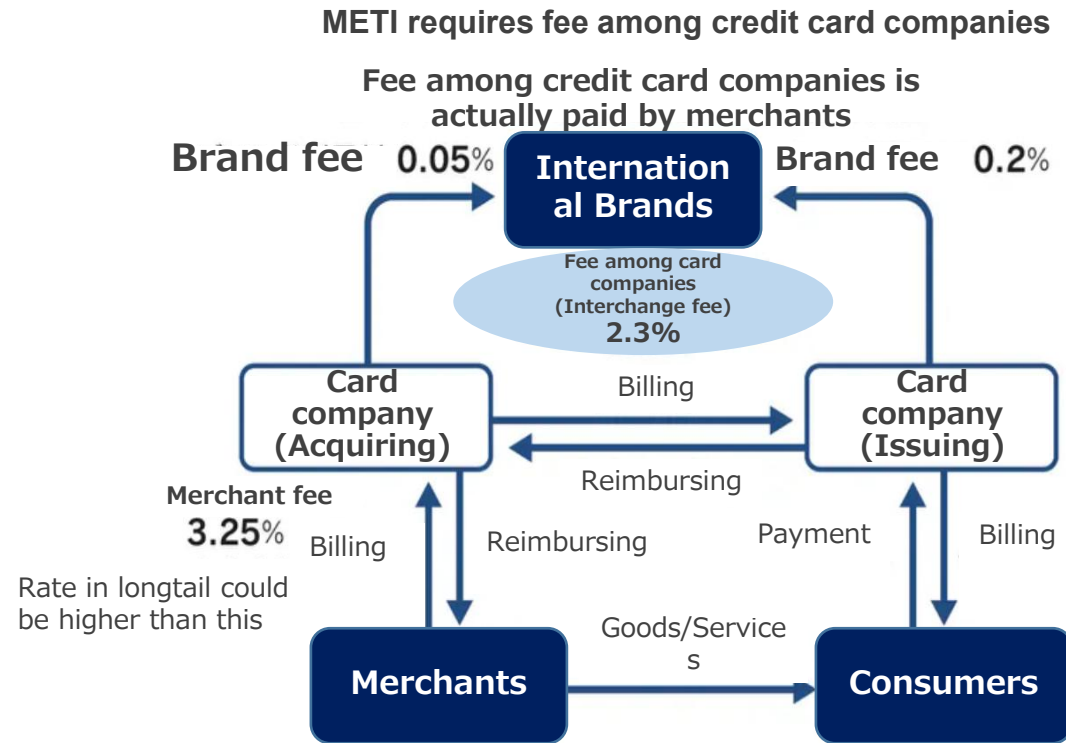 METI requires fee among credit card companies
Fee among credit card companies is
actually paid by merchants
Brand fee 0.05%
Internation
al Brands
Brand fee 0.2%
Fee among card
companies
(Interchange fee)
2.3%
Card
company
(Acquiring)
Billing
Card
company
(Issuing)
Reimbursing
Merchant fee
3.25%
Billing
Reimbursing
Payment
Billing
Rate in longtail could
be higher than this
Goods/Service
s
Merchants
Consumers